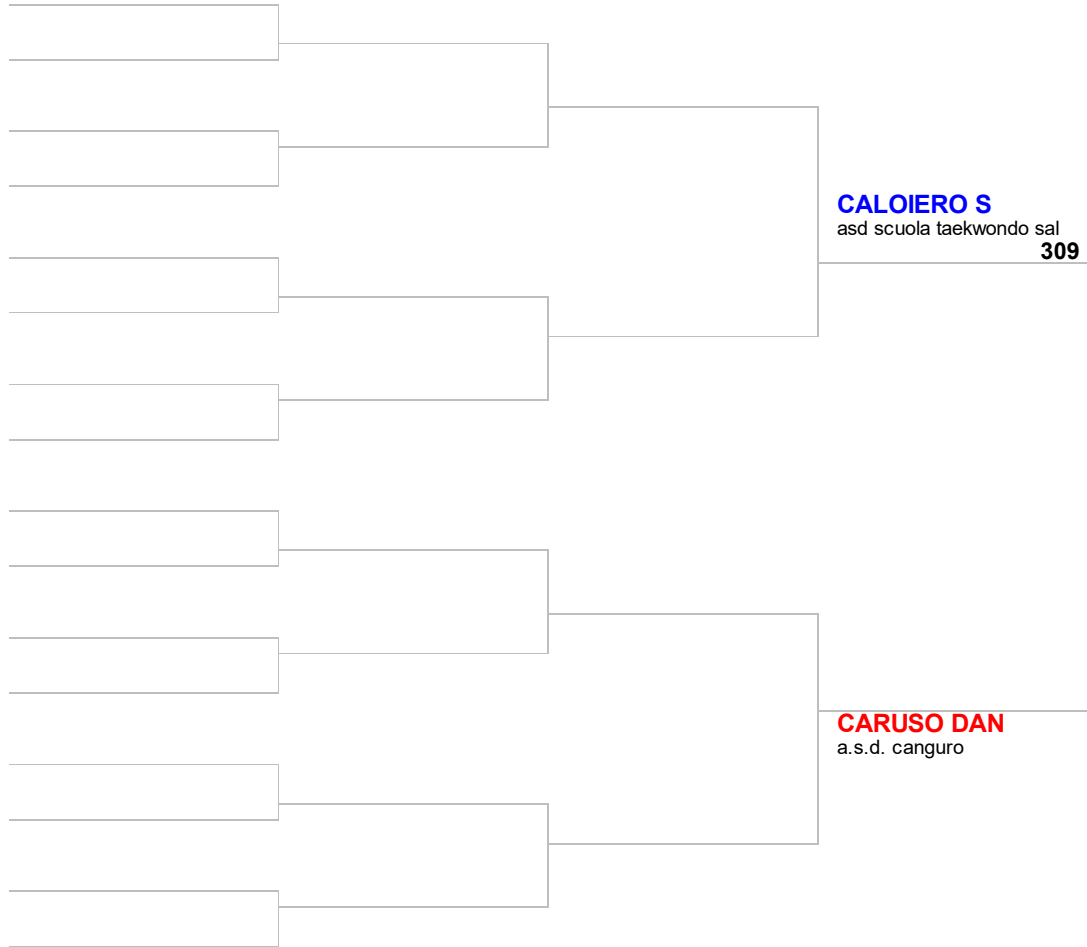 CALOIERO S
asd scuola taekwondo sal
309
CARUSO DAN
a.s.d. canguro